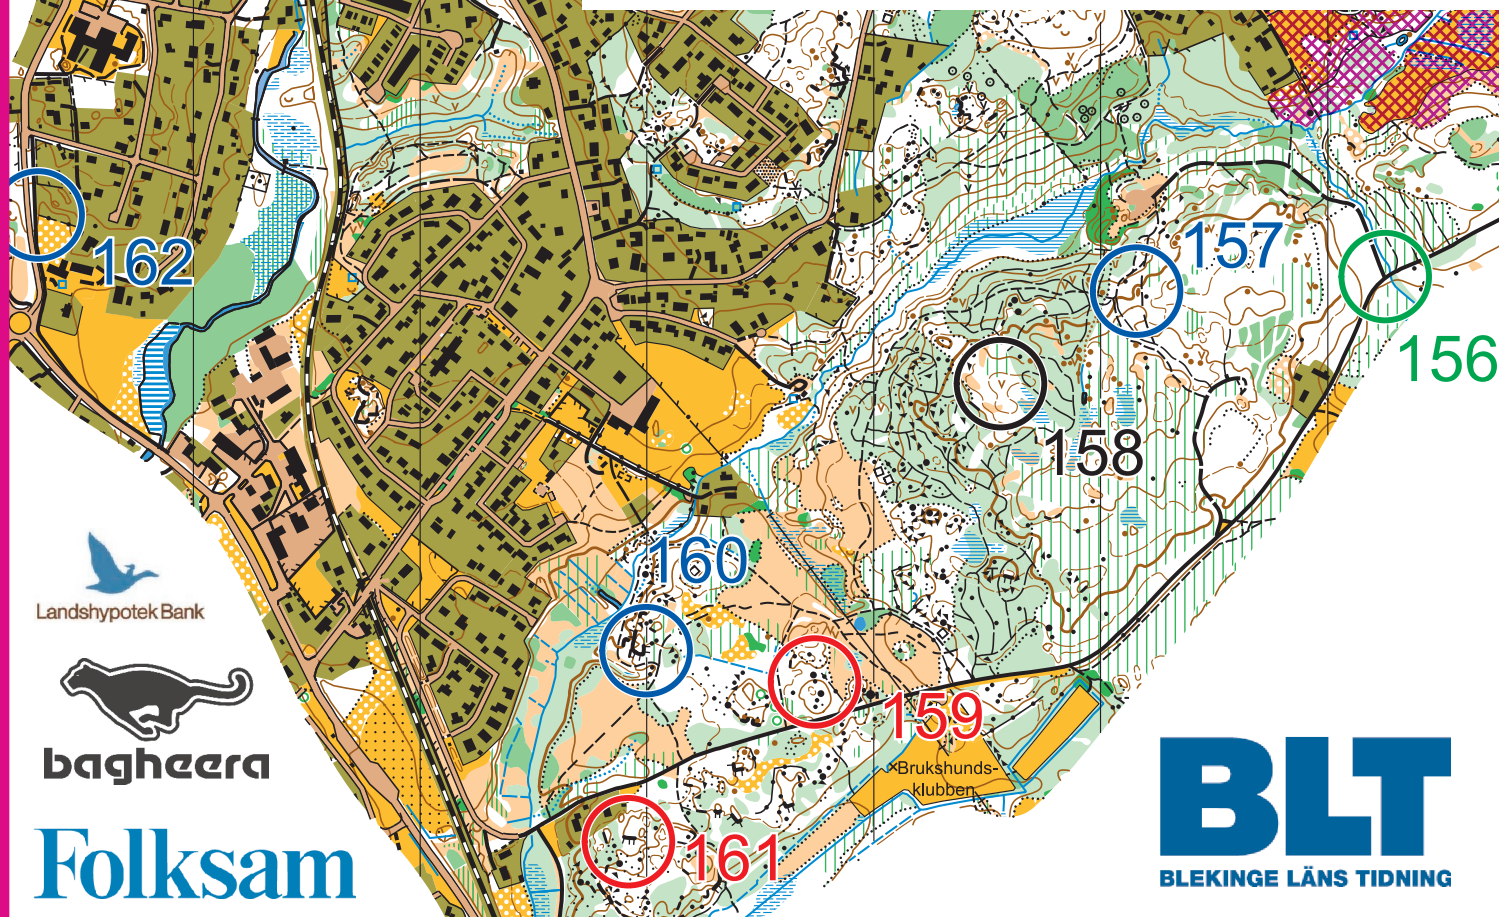 162
157
156
158
160
159
161
Brukshunds-
klubben
Landshypotek Bank
bagheera
Folksam
BLT
BLEKINGE LÄNS TIDNING